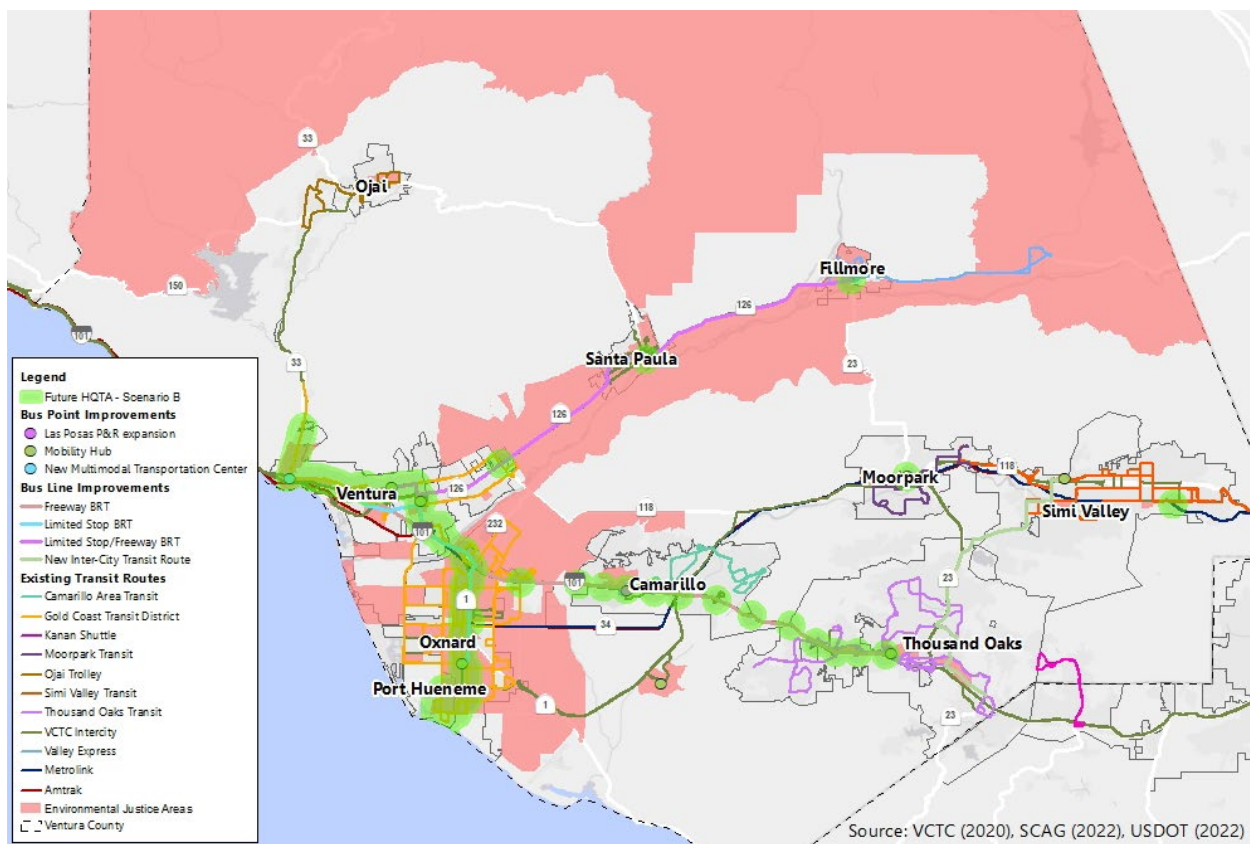 33
Ojai
150
101
33
Fillmore
126
Santa Paula
23
126
Moorpark
118
Simi Valley
Ventura
126
101
232
118
101
Camarillo
23
1
34
Oxnard
Thousand Oaks
Port Hueneme
1
23
Legend
Future HQTA - Scenario B
Bus Point Improvements
Las Posas P&R expansion
Mobility Hub
New Multimodal Transportation Center
Bus Line Improvements
Freeway BRT
Limited Stop BRT
Limited Stop/Freeway BRT
New Inter-City Transit Route
Existing Transit Routes
Camarillo Area Transit
Gold Coast Transit District
Kanan Shuttle
Moorpark Transit
Ojai Trolley
Simi Valley Transit
Thousand Oaks Transit
VCTC Intercity
Valley Express
Metrolink
Amtrak
Environmental Justice Areas
Ventura County
Source: VCTC (2020), SCAG (2022), USDOT (2022)